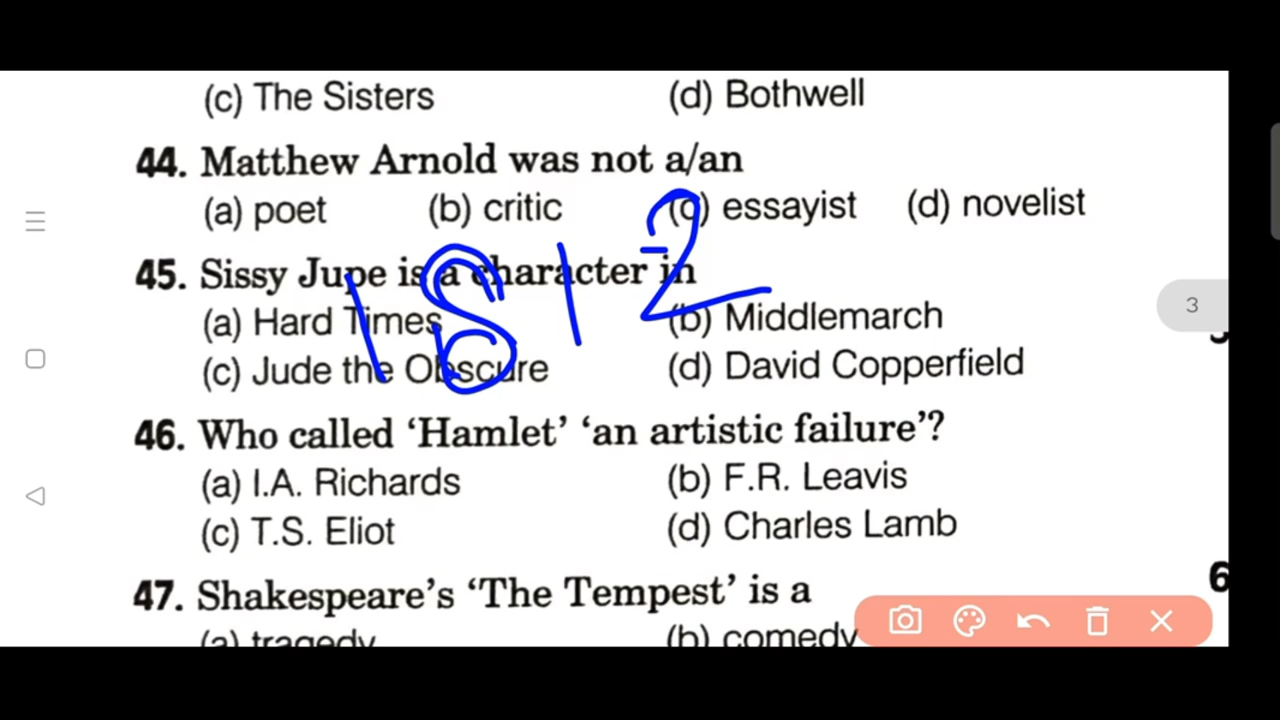 (c) The Sisters (d) Bothwell
44. Matthew Arnold was not a/an
(a) poet (b) critic (c) essayist (d) novelist
45. Sissy Jupe is a character in
1812
(a) Hard Times (b) Middlemarch
3
(c) Jude the Obscure (d) David Copperfield
46. Who called ‘Hamlet’ ‘an artistic failure’?
(a) I.A. Richards (b) F.R. Leavis
(c) T.S. Eliot (d) Charles Lamb
47. Shakespeare’s ‘The Tempest’ is a
6
(a) tragedy (b) comedy